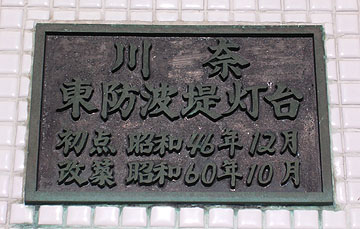 川奈
東防波堤灯台
初点 昭和46年12月
改築 昭和60年10月